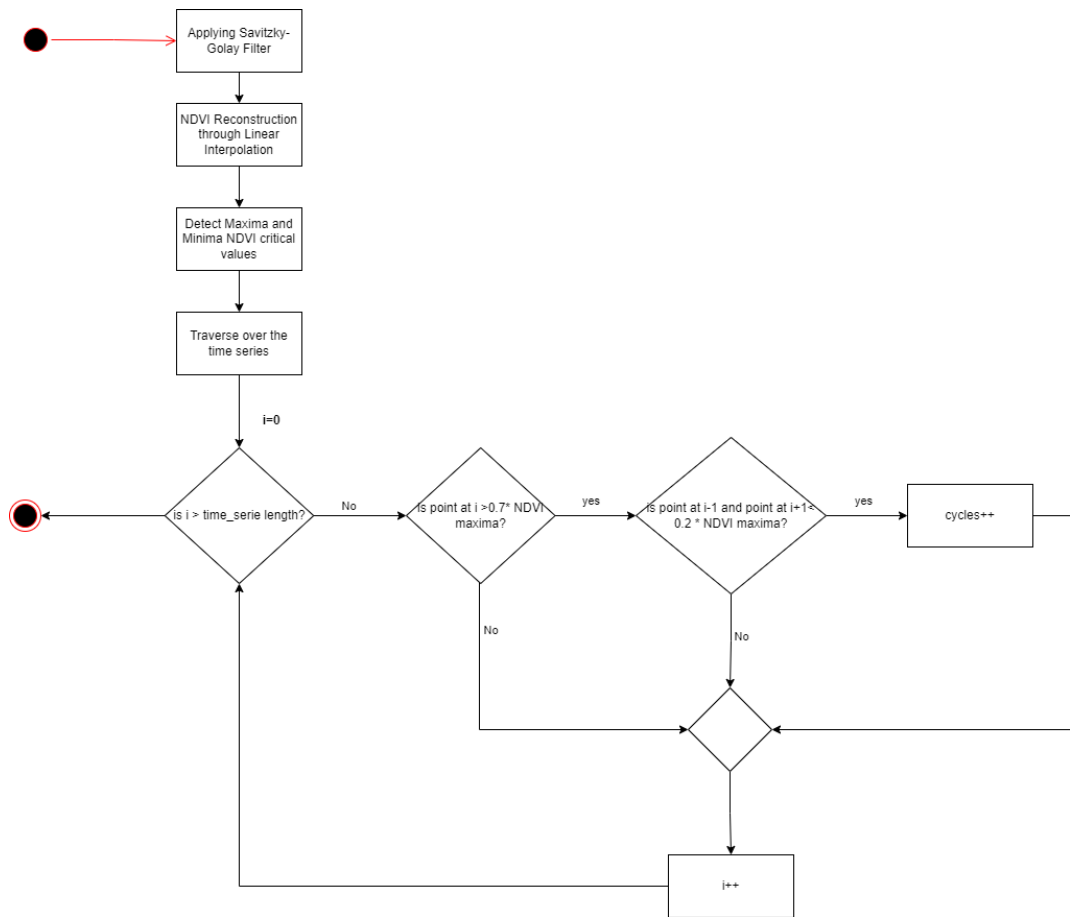 Applying Savitzky-
Golay Filter
NDVI Reconstruction
through Linear
Interpolation
Detect Maxima and
Minima NDVI critical
values
Traverse over the
time series
i=0
is i > time_serie length?
No
is point at i >0.7* NDVI
maxima?
yes
is point at i-1 and point at i+1<
0.2 * NDVI maxima?
yes
cycles++
No
No
i++